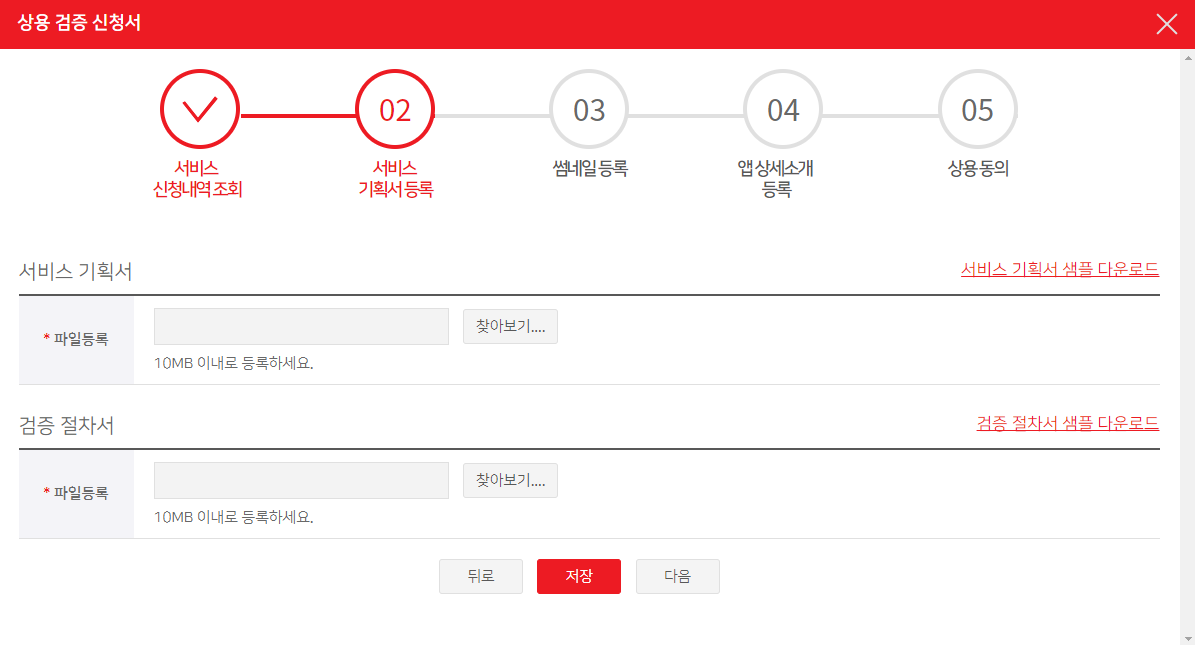 상용 검증 신청서
02
03
04
05
서비스
신청내역 조회
서비스
기획서 등록
썸네일 등록
앱 상세소개
등록
상용 동의
서비스 기획서
서비스 기획서 샘플 다운로드
* 파일등록
찾아보기....
10MB 이내로 등록하세요.
검증 절차서
검증 절차서 샘플 다운로드
* 파일등록
찾아보기....
10MB 이내로 등록하세요.
뒤로
저장
다음